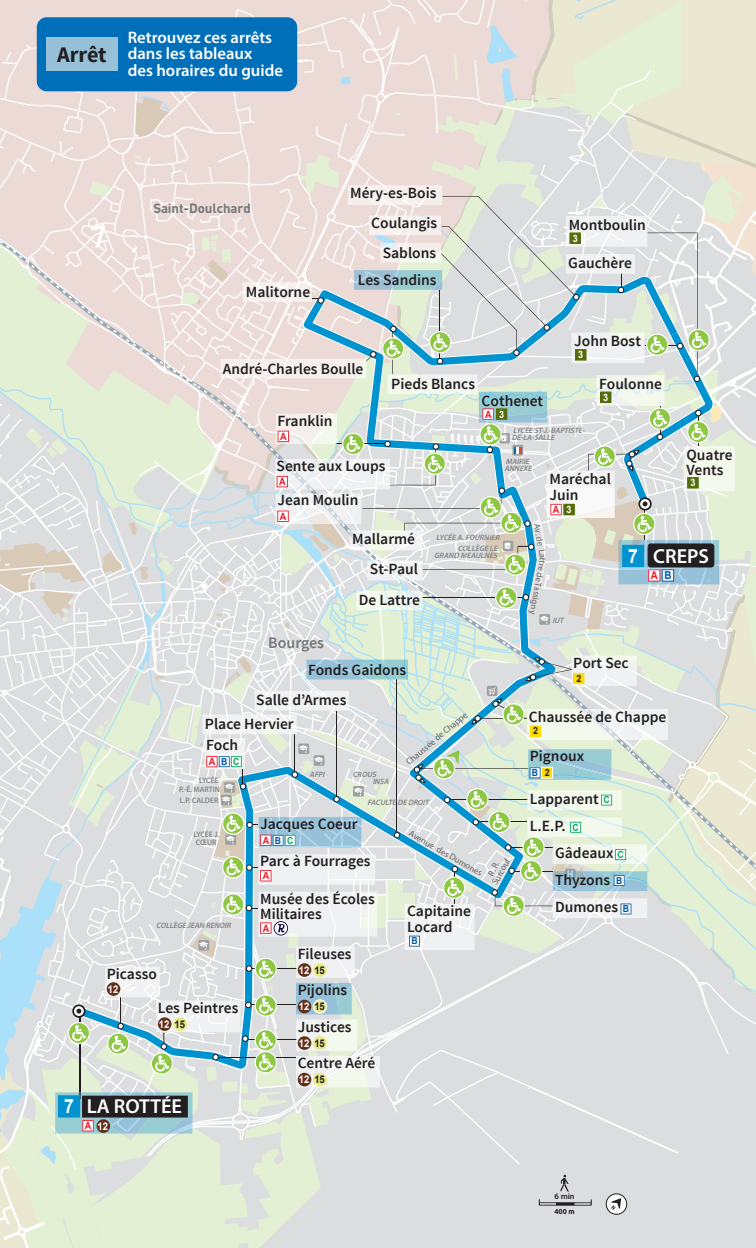 Arrêt
Retrouvez ces arrêts
dans les tableaux
des horaires du guide
Méry-es-Bois
Saint-Doulchard
Coulangis
Montboulin
3
Sablons
Gauchère
Les Sandins
Malitorne
John Bost
3
André-Charles Boulle
Pieds Blancs
Foulonne
3
Cothenet
A 3
Franklin
A
LYCÉE ST-J.-BAPTISTE-
DE-LA-SALLE
MAIRIE
ANNEXE
Quatre
Vents
3
Sente aux Loups
A
Maréchal
Juin
A 3
Jean Moulin
A
Mallarmé
LYCÉE A. FOURNIER
COLLÈGE LE
GRAND MEAULNES
Av. de Lattre de Tassigny
7 CREPS
A B
St-Paul
De Lattre
IUT
Bourges
Fonds Gaidons
Port Sec
2
Salle d'Armes
Chaussée de Chappe
2
Chaussée de Chappe
Place Hervier
Foch
A B C
Pignoux
B 2
AFPI
CROUS
INSA
LYCÉE
P.-É. MARTIN
L.P. CALDER
FACULTÉ DE DROIT
Lapparent C
L.E.P. C
Jacques Coeur
A B C
LYCÉE J.
CŒUR
Avenue des Dumones
R. R.
Surcouf
Gâdeaux C
Parc à Fourrages
A
Thyzons B
Musée des Écoles
Militaires
A R
Capitaine
Locard
B
Dumones B
COLLÈGE JEAN RENOIR
Fileuses
12 15
Picasso
12
Pijolins
12 15
Les Peintres
12 15
Justices
12 15
Centre Aéré
12 15
7 LA ROTTÉE
A 12
6 min
400 m